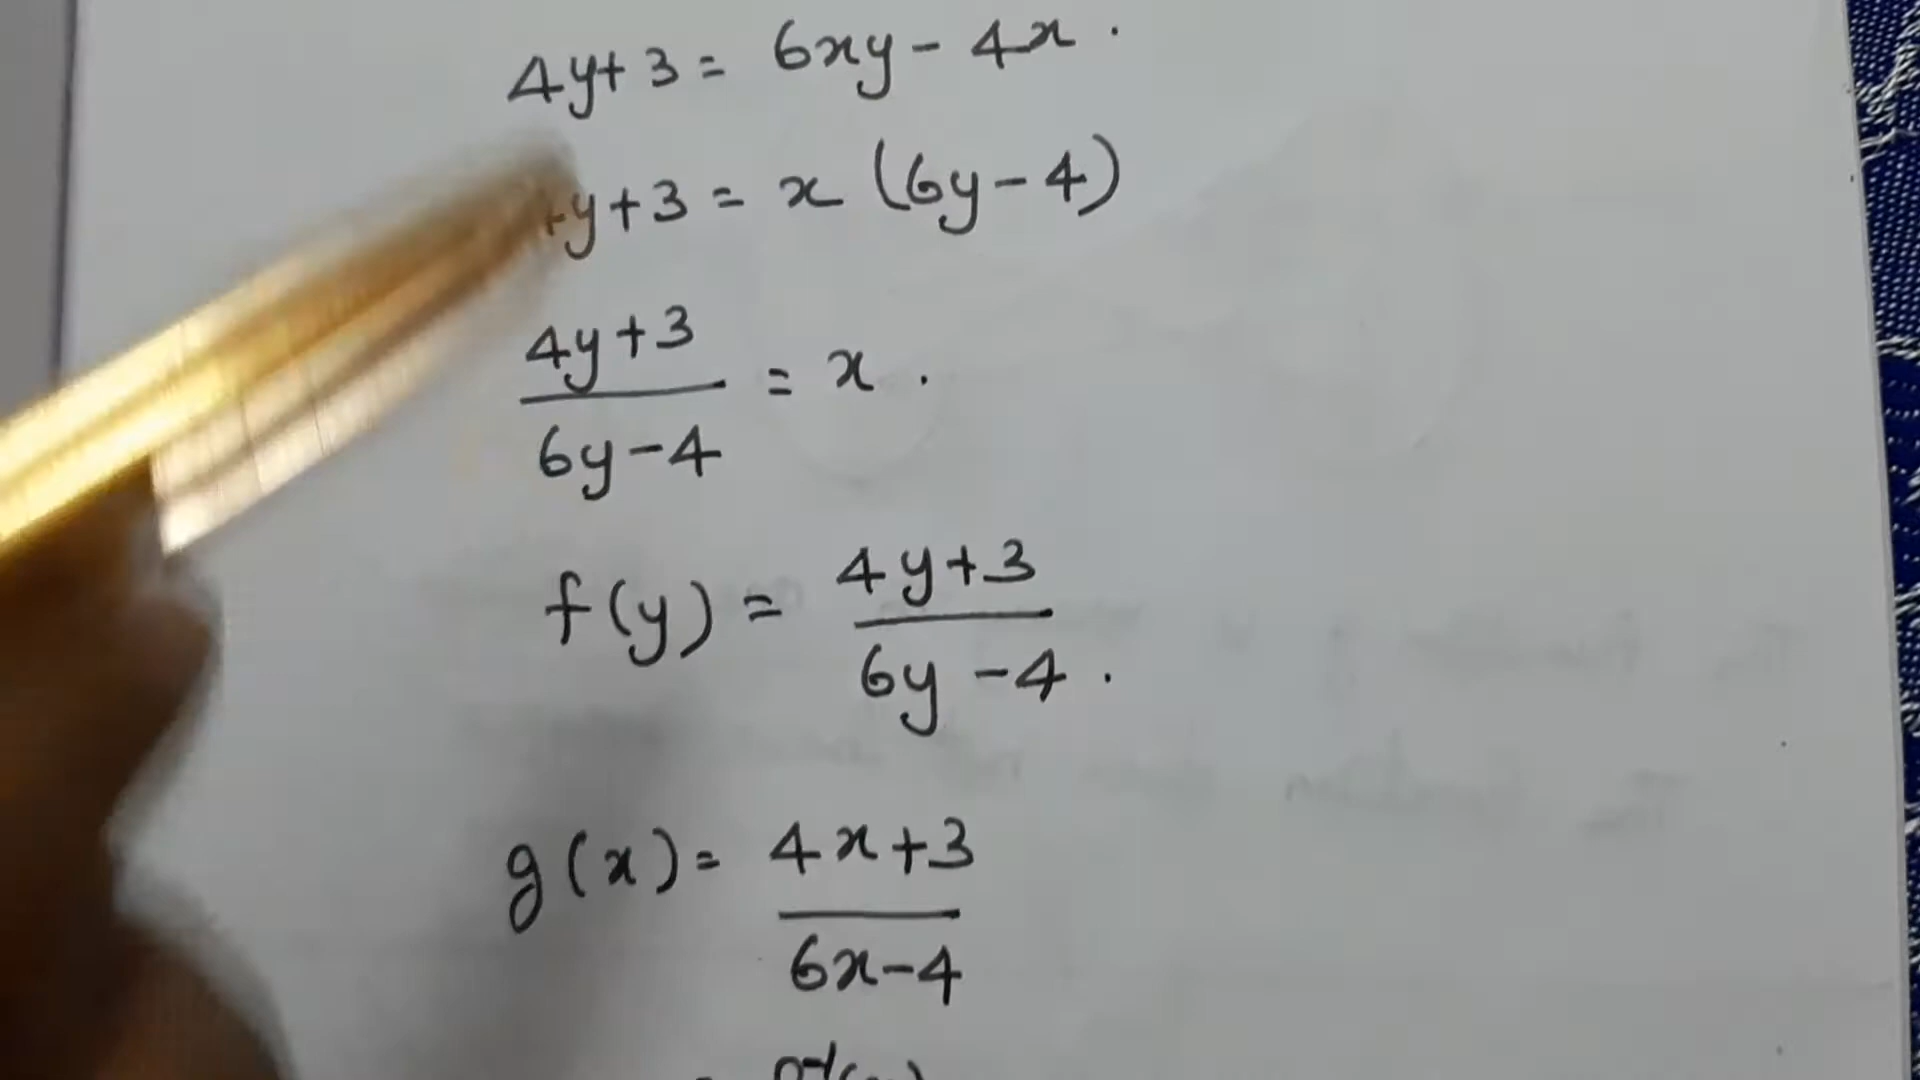 4y+3 = 6xy - 4x .
y+3 = x (6y-4)
4y+3
6y-4
= x .
f(y) = 4y+3
6y-4 .
g(x) = 4x+3
6x-4